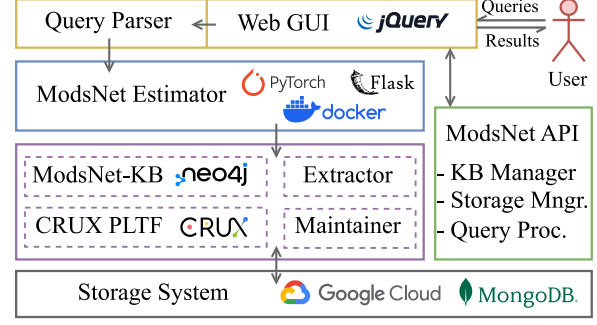 Query Parser
Web GUI
jQuery
Queries
Results
User
ModsNet Estimator
PyTorch
Flask
docker
ModsNet API
- KB Manager
- Storage Mngr.
- Query Proc.
ModsNet-KB
neo4j
Extractor
CRUX PLTF
CRUX
Maintainer
Storage System
Google Cloud
MongoDB.